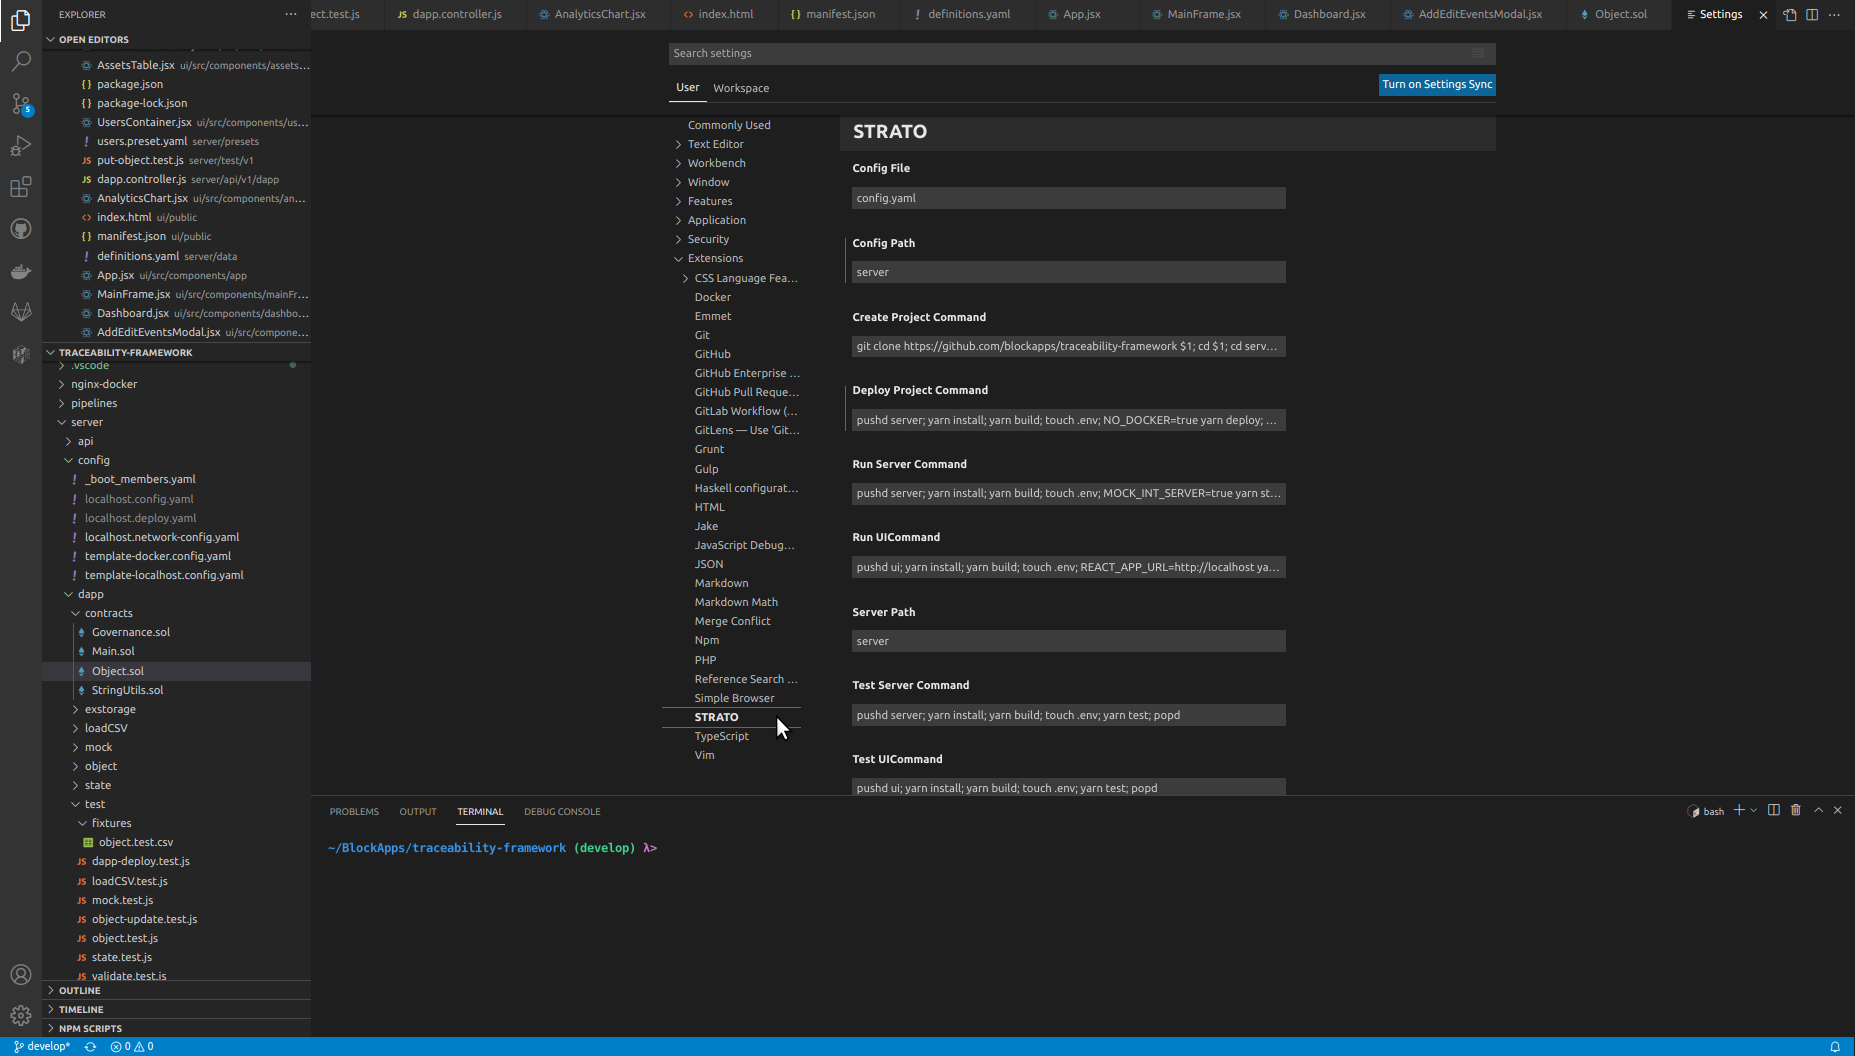 EXPLORER
OPEN EDITORS
AssetsTable.jsx ui/src/components/assets...
package.json
package-lock.json
UsersContainer.jsx ui/src/components/us...
users.preset.yaml server/presets
put-object.test.js server/test/v1
dapp.controller.js server/api/v1/dapp
AnalyticsChart.jsx ui/src/components/an...
index.html ui/public
manifest.json ui/public
definitions.yaml server/data
App.jsx ui/src/components/app
MainFrame.jsx ui/src/components/mainFr...
Dashboard.jsx ui/src/components/dashbo...
AddEditEventsModal.jsx ui/src/compone...
TRACEABILITY-FRAMEWORK
.vscode
nginx-docker
pipelines
server
api
config
_boot_members.yaml
localhost.config.yaml
localhost.deploy.yaml
localhost.network-config.yaml
template-docker.config.yaml
template-localhost.config.yaml
dapp
contracts
Governance.sol
Main.sol
Object.sol
StringUtils.sol
exstorage
loadCSV
mock
object
state
test
fixtures
object.test.csv
dapp-deploy.test.js
loadCSV.test.js
mock.test.js
object-update.test.js
object.test.js
state.test.js
validate.test.js
OUTLINE
TIMELINE
NPM SCRIPTS
ect.test.js dapp.controller.js AnalyticsChart.jsx index.html manifest.json definitions.yaml App.jsx MainFrame.jsx Dashboard.jsx AddEditEventsModal.jsx Object.sol Settings
Search settings
User Workspace
Turn on Settings Sync
Commonly Used
Text Editor
Workbench
Window
Features
Application
Security
Extensions
CSS Language Fea...
Docker
Emmet
Git
GitHub
GitHub Enterprise ...
GitHub Pull Reque...
GitLab Workflow (...
GitLens — Use 'Git...
Grunt
Gulp
Haskell configurat...
HTML
Jake
JavaScript Debug...
JSON
Markdown
Markdown Math
Merge Conflict
Npm
PHP
Reference Search ...
Simple Browser
STRATO
TypeScript
Vim
STRATO
Config File
config.yaml
Config Path
server
Create Project Command
git clone https://github.com/blockapps/traceability-framework $1; cd $1; cd serv...
Deploy Project Command
pushd server; yarn install; yarn build; touch .env; NO_DOCKER=true yarn deploy; ...
Run Server Command
pushd server; yarn install; yarn build; touch .env; MOCK_INT_SERVER=true yarn st...
Run UICommand
pushd ui; yarn install; yarn build; touch .env; REACT_APP_URL=http://localhost ya...
Server Path
server
Test Server Command
pushd server; yarn install; yarn build; touch .env; yarn test; popd
Test UICommand
pushd ui; yarn install; yarn build; touch .env; yarn test; popd
PROBLEMS OUTPUT TERMINAL DEBUG CONSOLE
bash
~/BlockApps/traceability-framework (develop) λ>
develop* 0 0
5